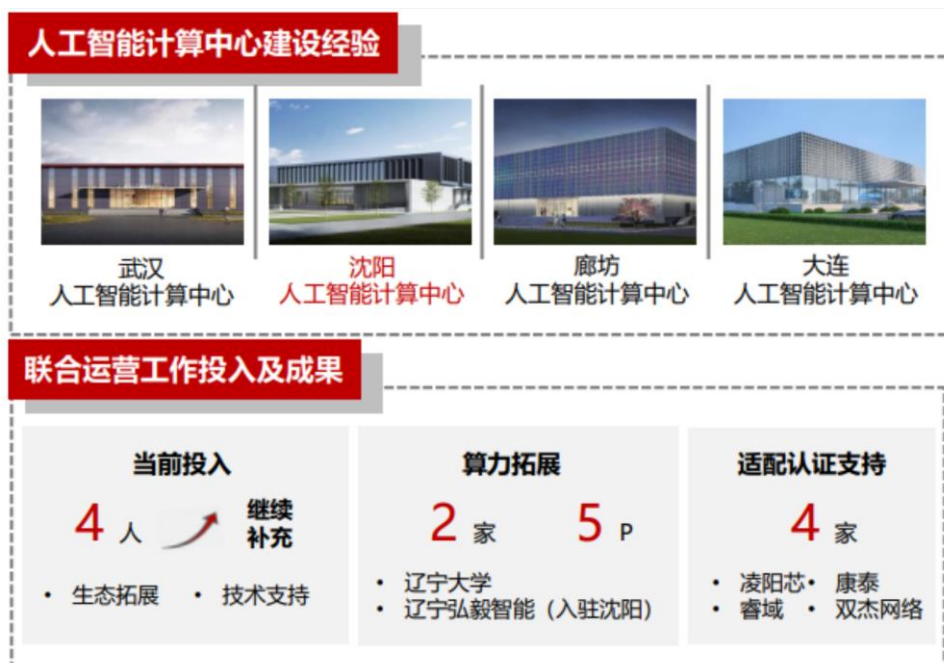 人工智能计算中心建设经验
武汉
人工智能计算中心
沈阳
人工智能计算中心
廊坊
人工智能计算中心
大连
人工智能计算中心
联合运营工作投入及成果
当前投入
4 人
继续
补充
• 生态拓展 • 技术支持
算力拓展
2 家 5 P
• 辽宁大学
• 辽宁弘毅智能（入驻沈阳）
适配认证支持
4 家
• 凌阳芯 • 康泰
• 睿域 • 双杰网络